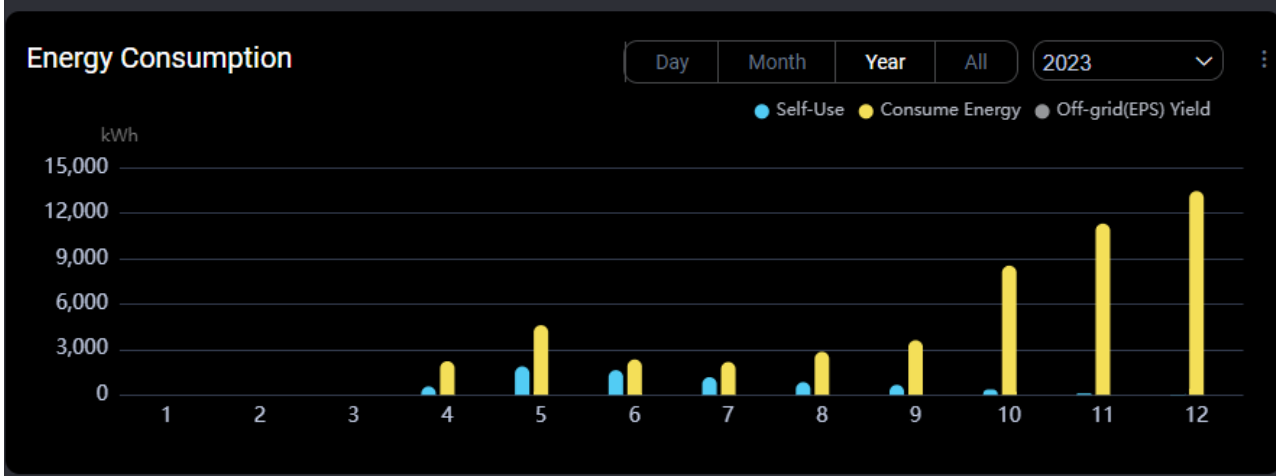 Energy Consumption Day Month Year All 2023
Self-Use Consume Energy Off-grid(EPS) Yield
kWh
15,000
12,000
9,000
6,000
3,000
0
1 2 3 4 5 6 7 8 9 10 11 12